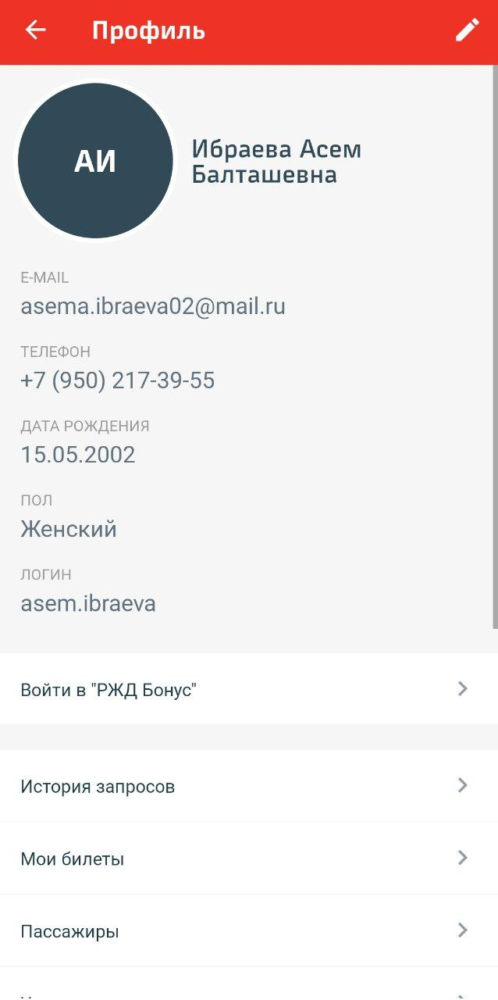 Профиль
АИ
Ибраева Асем
Балташевна
E-MAIL
asema.ibraeva02@mail.ru
ТЕЛЕФОН
+7 (950) 217-39-55
ДАТА РОЖДЕНИЯ
15.05.2002
ПОЛ
Женский
ЛОГИН
asem.ibraeva
Войти в "РЖД Бонус"
История запросов
Мои билеты
Пассажиры